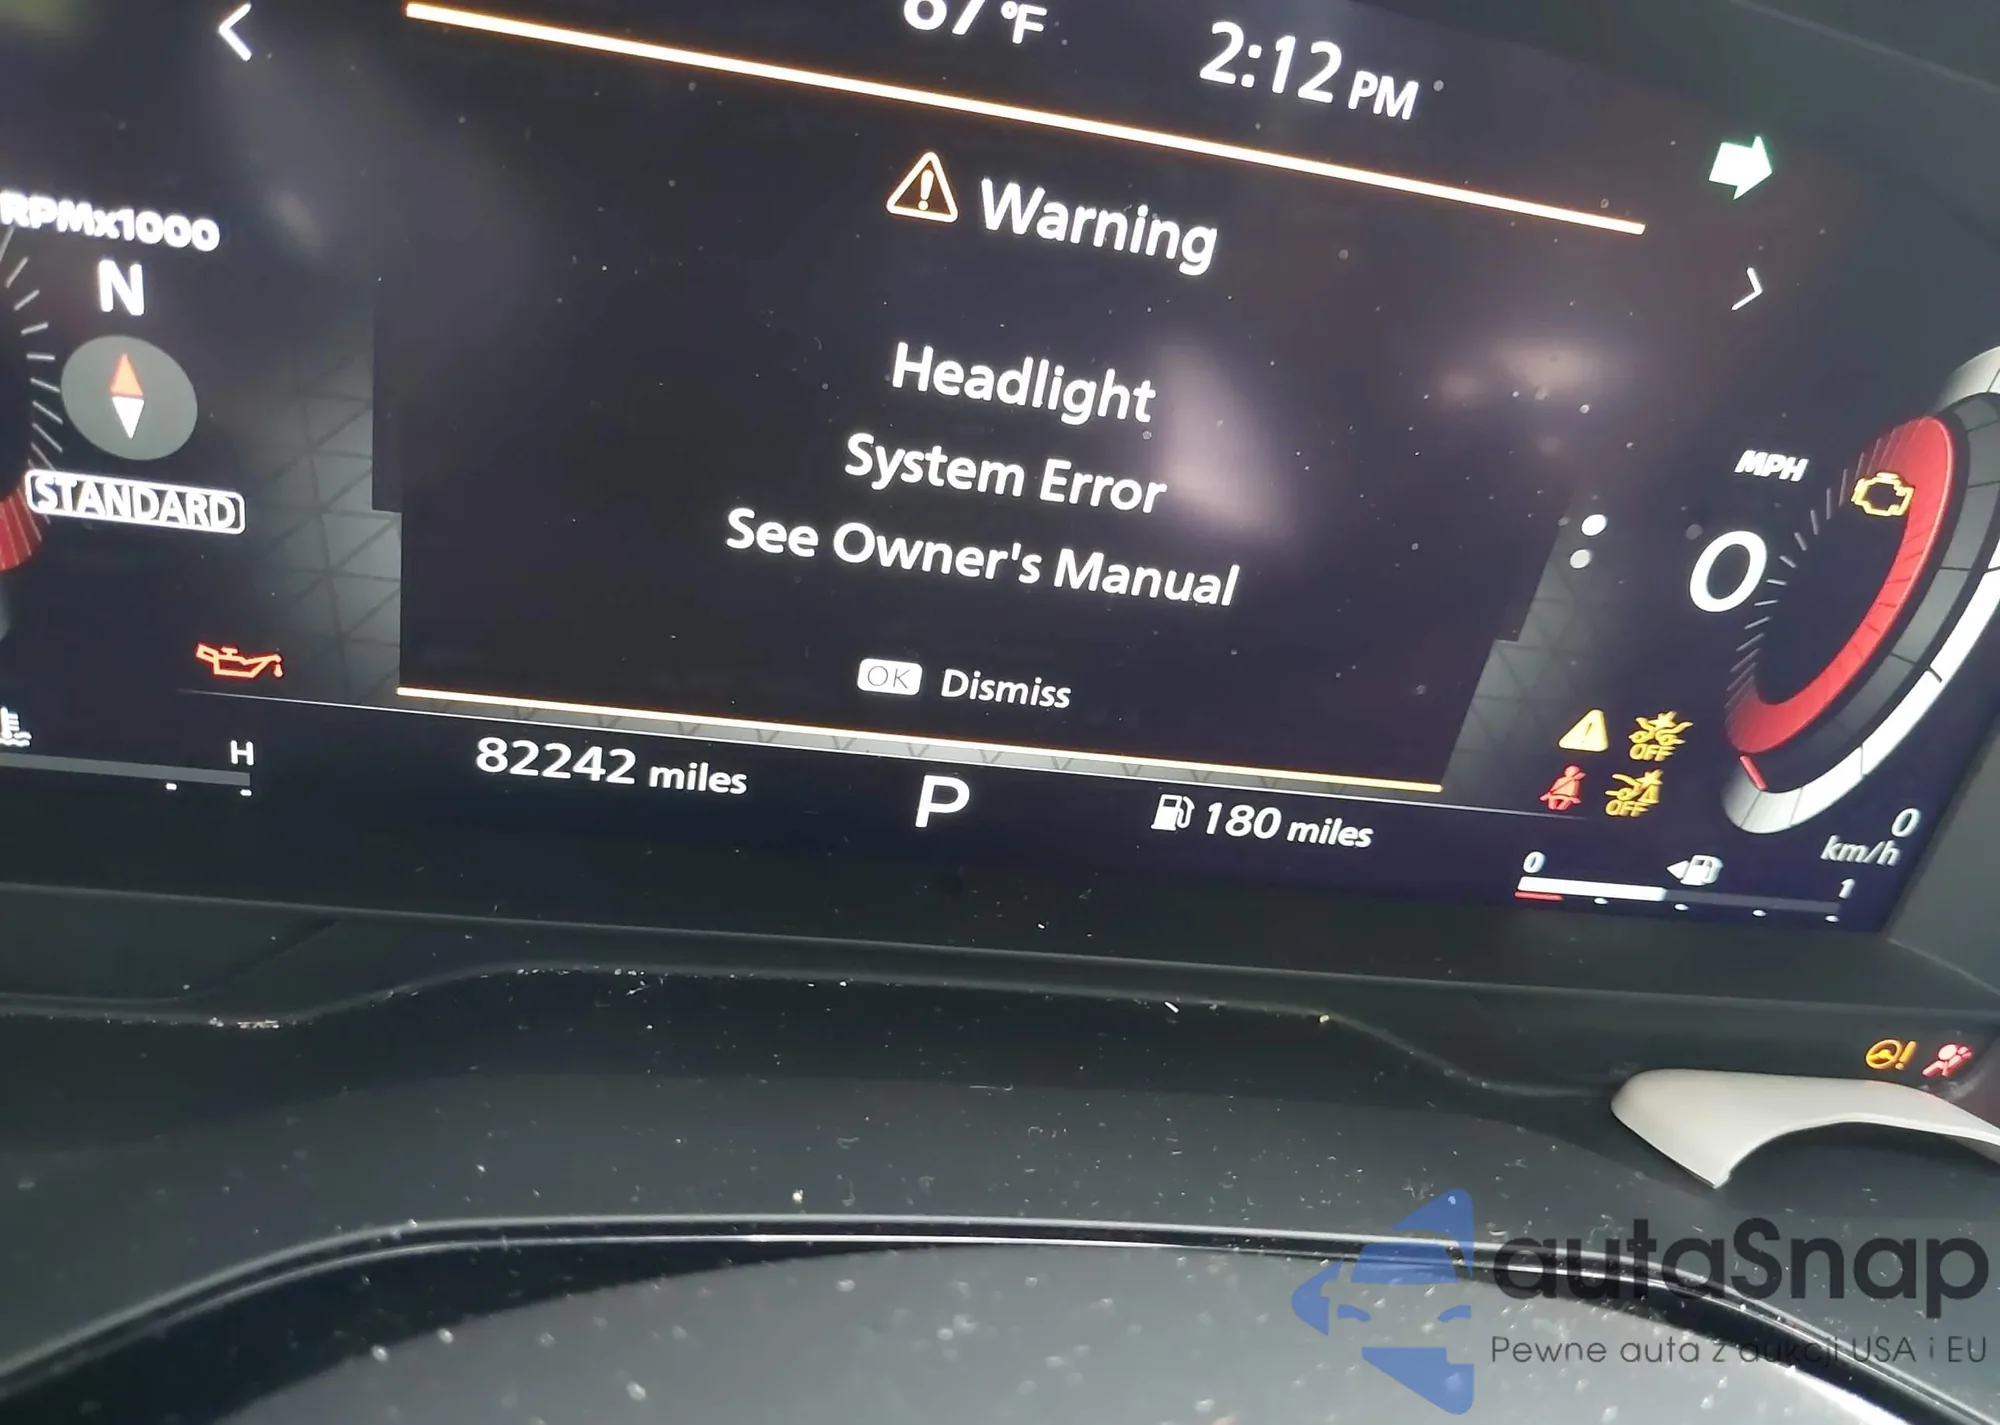 67 °F
2:12 PM
RPMx1000
N
Warning
Headlight
System Error
See Owner's Manual
STANDARD
MPH
0
OK Dismiss
H
82242 miles
P
180 miles
OFF
OFF
0
km/h
0
1
autaSnap
Pewne auta z aukcji USA i EU